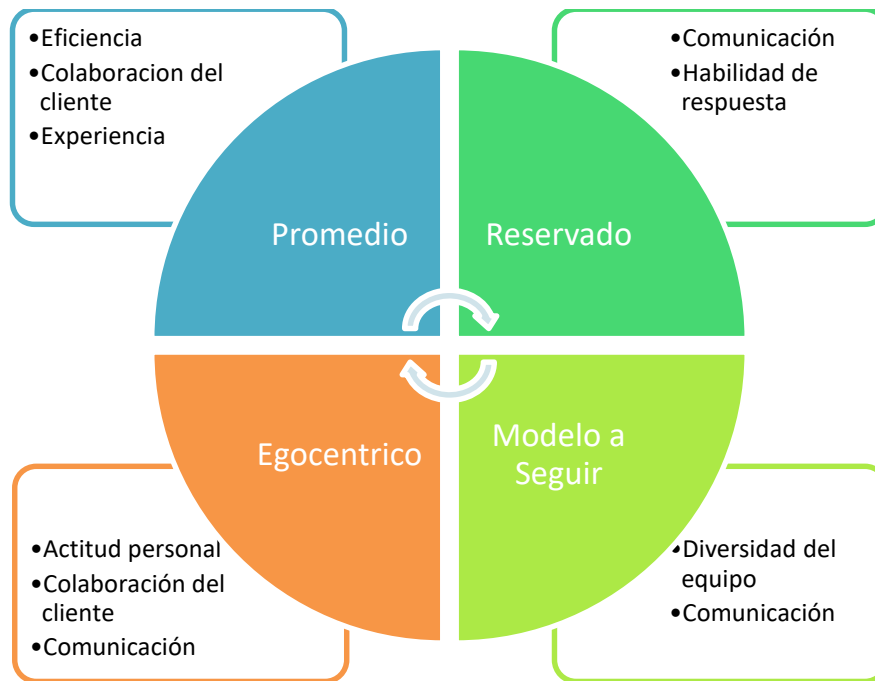 •Eficiencia
•Colaboracion del
cliente
•Experiencia
•Comunicación
•Habilidad de
respuesta
Promedio
Reservado
Egocentrico
Modelo a
Seguir
•Actitud personal
•Colaboración del
cliente
•Comunicación
•Diversidad del
equipo
•Comunicación